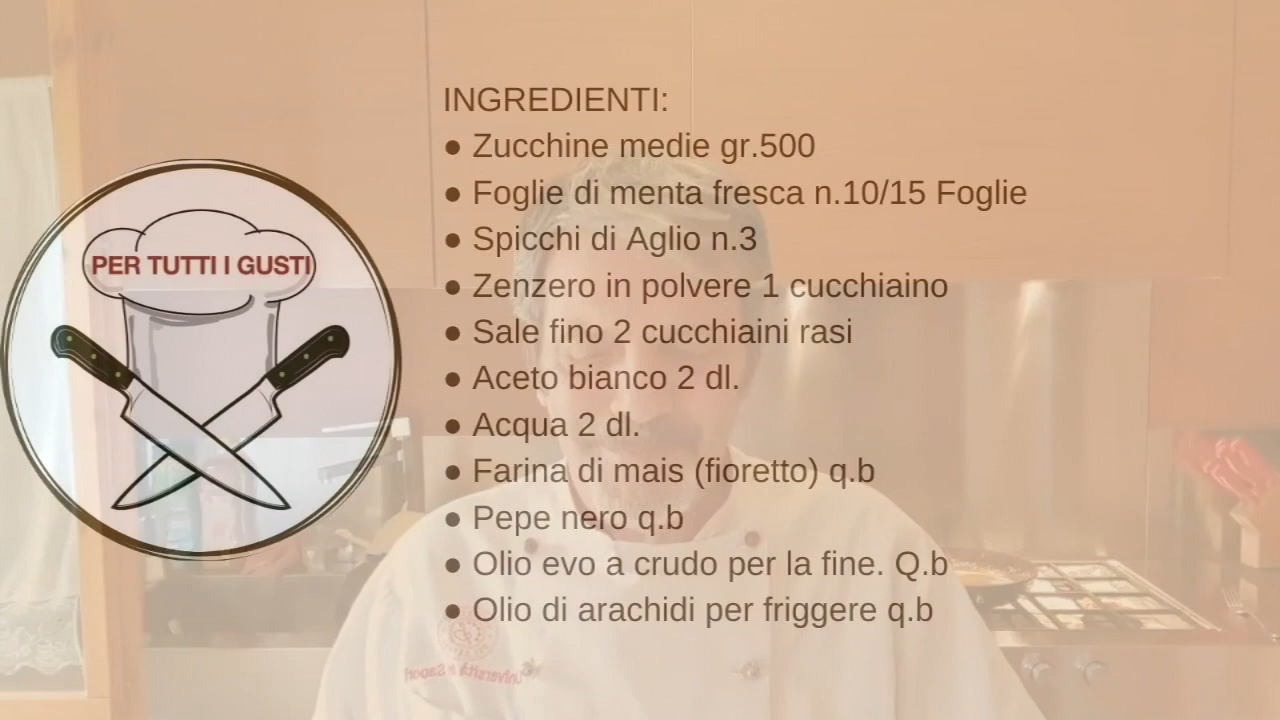 INGREDIENTI:
● Zucchine medie gr.500
● Foglie di menta fresca n.10/15 Foglie
● Spicchi di Aglio n.3
● Zenzero in polvere 1 cucchiaino
● Sale fino 2 cucchiaini rasi
● Aceto bianco 2 dl.
● Acqua 2 dl.
● Farina di mais (fioretto) q.b
● Pepe nero q.b
● Olio evo a crudo per la fine. Q.b
● Olio di arachidi per friggere q.b
PER TUTTI I GUSTI